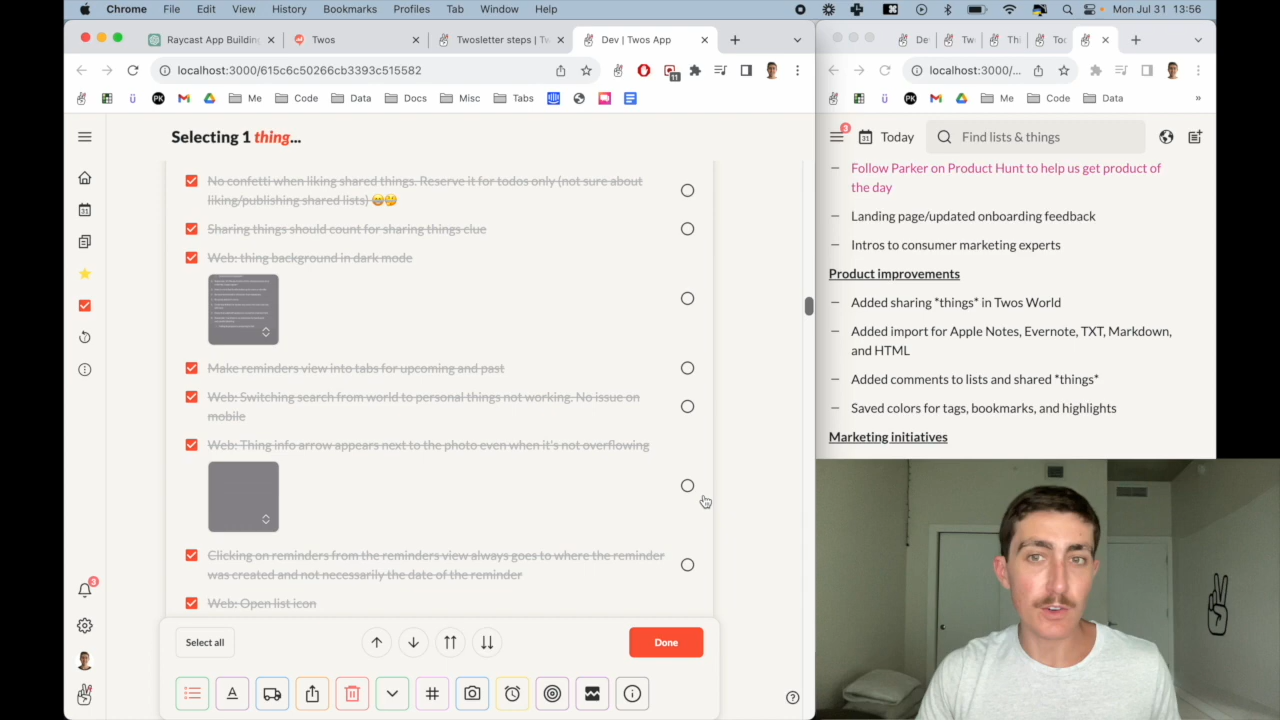 Chrome File Edit View History Bookmarks Profiles Tab Window Help Mon Jul 31 13:56
Raycast App Building Twos Twosletter steps | Tw Dev | Twos App
localhost:3000/615c6c50266cb3393c515582
11
Me Code Data Docs Misc Tabs
Selecting 1 thing...
No confetti when liking shared things. Reserve it for todos only (not sure about
liking/publishing shared lists) 😁🤔
Sharing things should count for sharing things clue
Web: thing background in dark mode
Make reminders view into tabs for upcoming and past
Web: Switching search from world to personal things not working. No issue on
mobile
Web: Thing info arrow appears next to the photo even when it's not overflowing
Clicking on reminders from the reminders view always goes to where the reminder
was created and not necessarily the date of the reminder
Web: Open list icon
3
Select all Done
De Tw Thi To
localhost:3000/...
Me Code Data »
3 31 Today Find lists & things
– Follow Parker on Product Hunt to help us get product of
the day
– Landing page/updated onboarding feedback
– Intros to consumer marketing experts
Product improvements
– Added sharing *things* in Twos World
– Added import for Apple Notes, Evernote, TXT, Markdown,
and HTML
– Added comments to lists and shared *things*
– Saved colors for tags, bookmarks, and highlights
Marketing initiatives